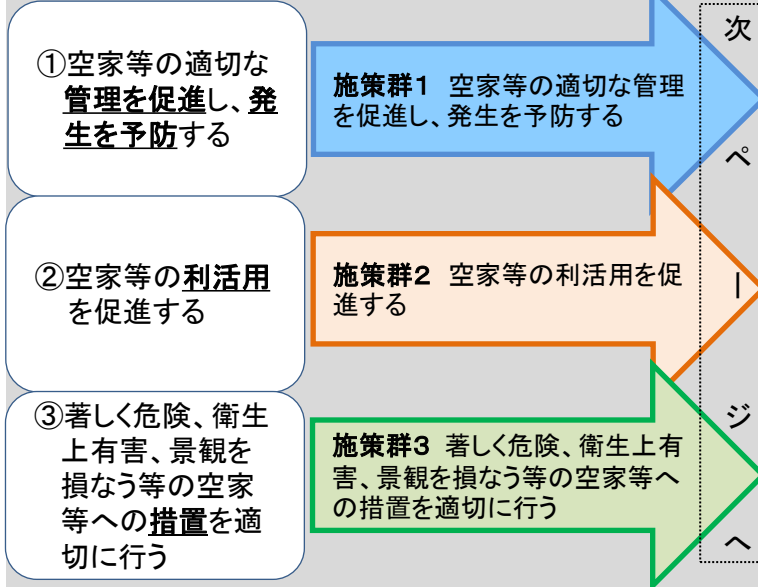 ①空家等の適切な
管理を促進し、発
生を予防する
施策群1 空家等の適切な管理
を促進し、発生を予防する
②空家等の利活用
を促進する
施策群2 空家等の利活用を促
進する
③著しく危険、衛生
上有害、景観を
損なう等の空家
等への措置を適
切に行う
施策群3 著しく危険、衛生上有
害、景観を損なう等の空家等へ
の措置を適切に行う
次ページへ